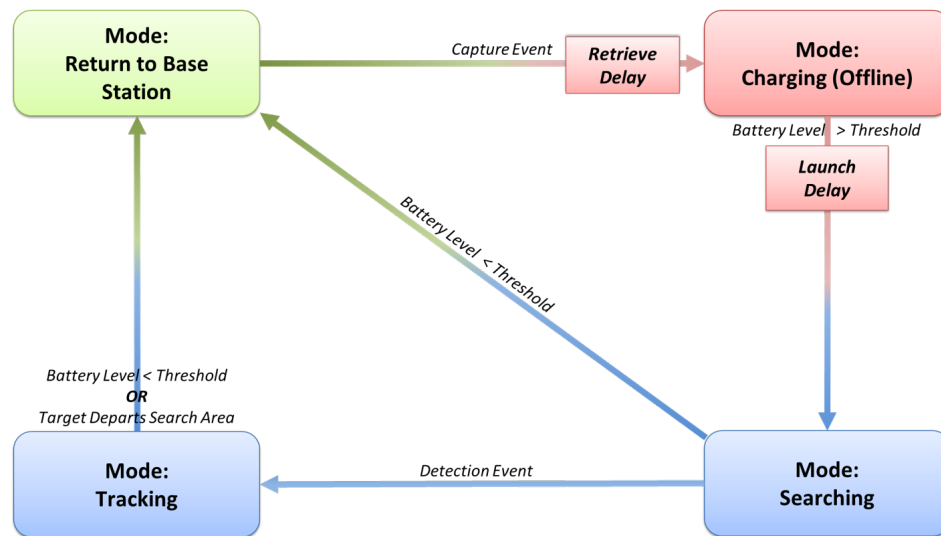 Mode:
Return to Base
Station
Capture Event
Retrieve
Delay
Mode:
Charging (Offline)
Battery Level > Threshold
Launch
Delay
Battery Level < Threshold
Battery Level < Threshold
OR
Target Departs Search Area
Mode:
Tracking
Detection Event
Mode:
Searching